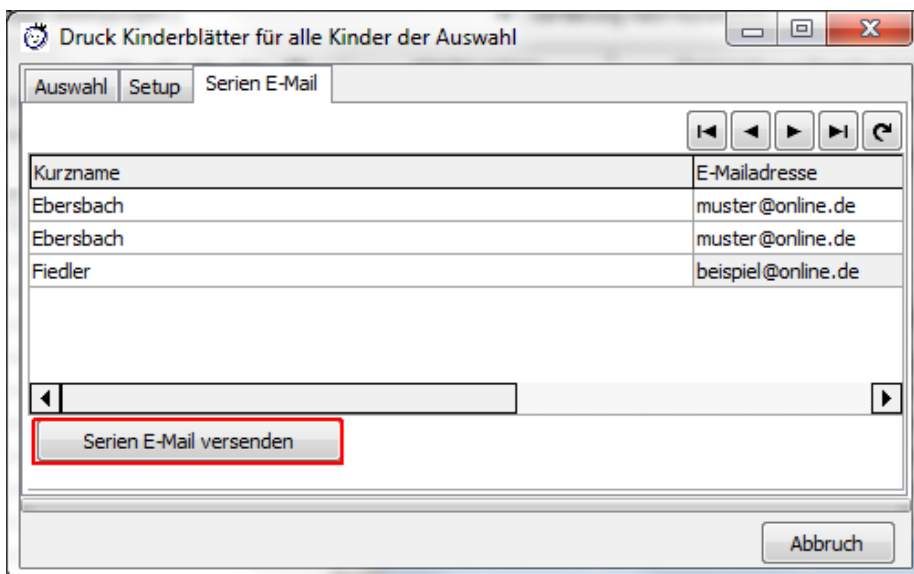 Druck Kinderblätter für alle Kinder der Auswahl
Auswahl Setup Serien E-Mail
Kurzname E-Mailadresse
Ebersbach muster@online.de
Ebersbach muster@online.de
Fiedler beispiel@online.de
Serien E-Mail versenden
Abbruch